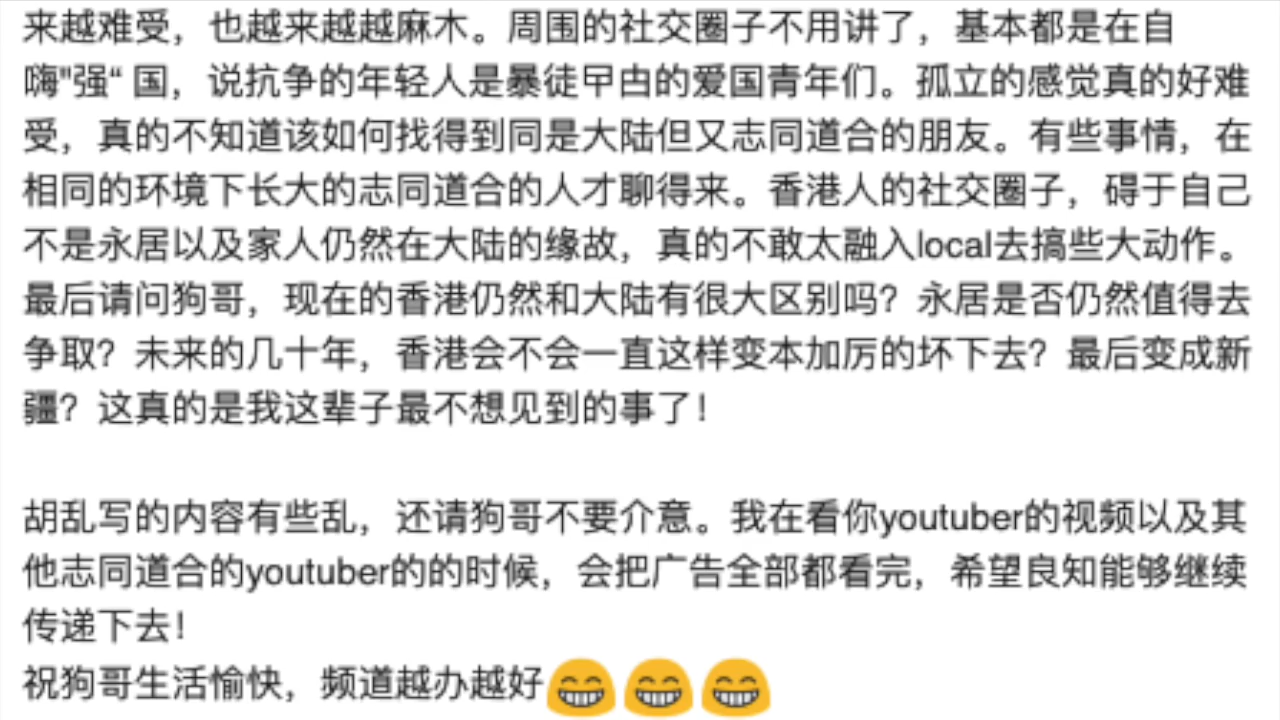 来越难受，也越来越越麻木。周围的社交圈子不用讲了，基本都是在自
嗨"强“ 国，说抗争的年轻人是暴徒曱甴的爱国青年们。孤立的感觉真的好难
受，真的不知道该如何找得到同是大陆但又志同道合的朋友。有些事情，在
相同的环境下长大的志同道合的人才聊得来。香港人的社交圈子，碍于自己
不是永居以及家人仍然在大陆的缘故，真的不敢太融入local去搞些大动作。
最后请问狗哥，现在的香港仍然和大陆有很大区别吗？永居是否仍然值得去
争取？未来的几十年，香港会不会一直这样变本加厉的坏下去？最后变成新
疆？这真的是我这辈子最不想见到的事了！
胡乱写的内容有些乱，还请狗哥不要介意。我在看你youtuber的视频以及其
他志同道合的youtuber的的时候，会把广告全部都看完，希望良知能够继续
传递下去！
祝狗哥生活愉快，频道越办越好😁😁😁